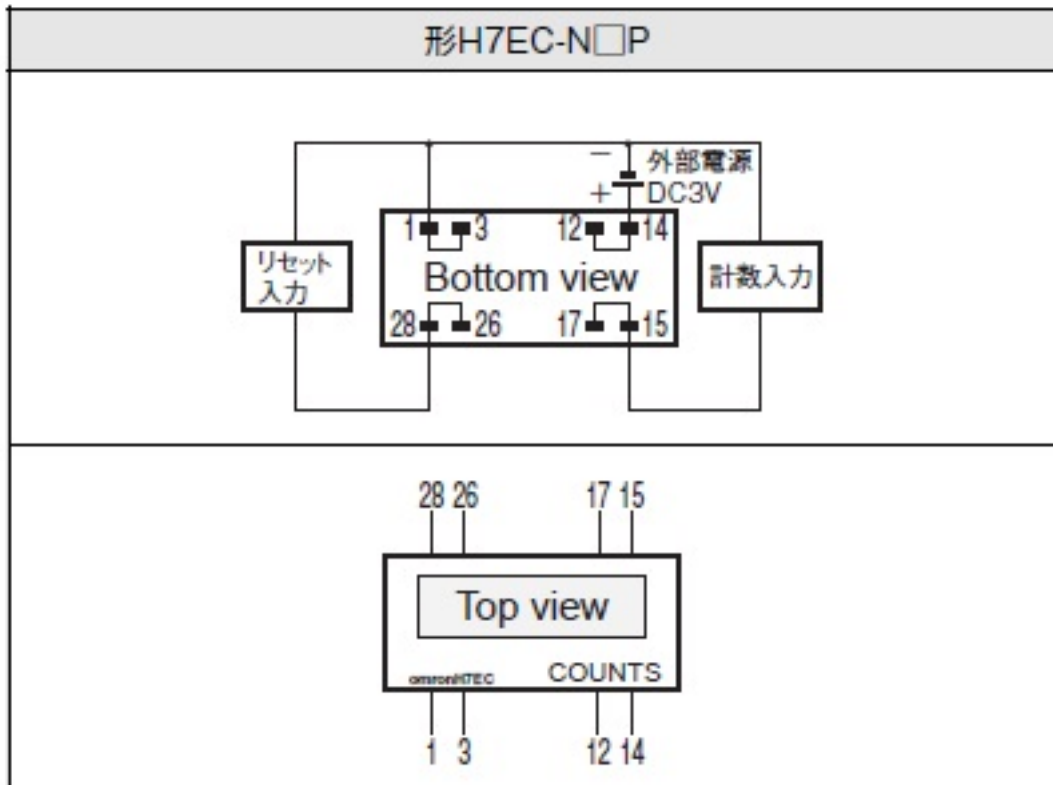 形H7EC-N□P
− 外部電源
+ DC3V
1 3 12 14
リセット
入力
Bottom view
計数入力
28 26 17 15
28 26 17 15
Top view
omronH7EC COUNTS
1 3 12 14